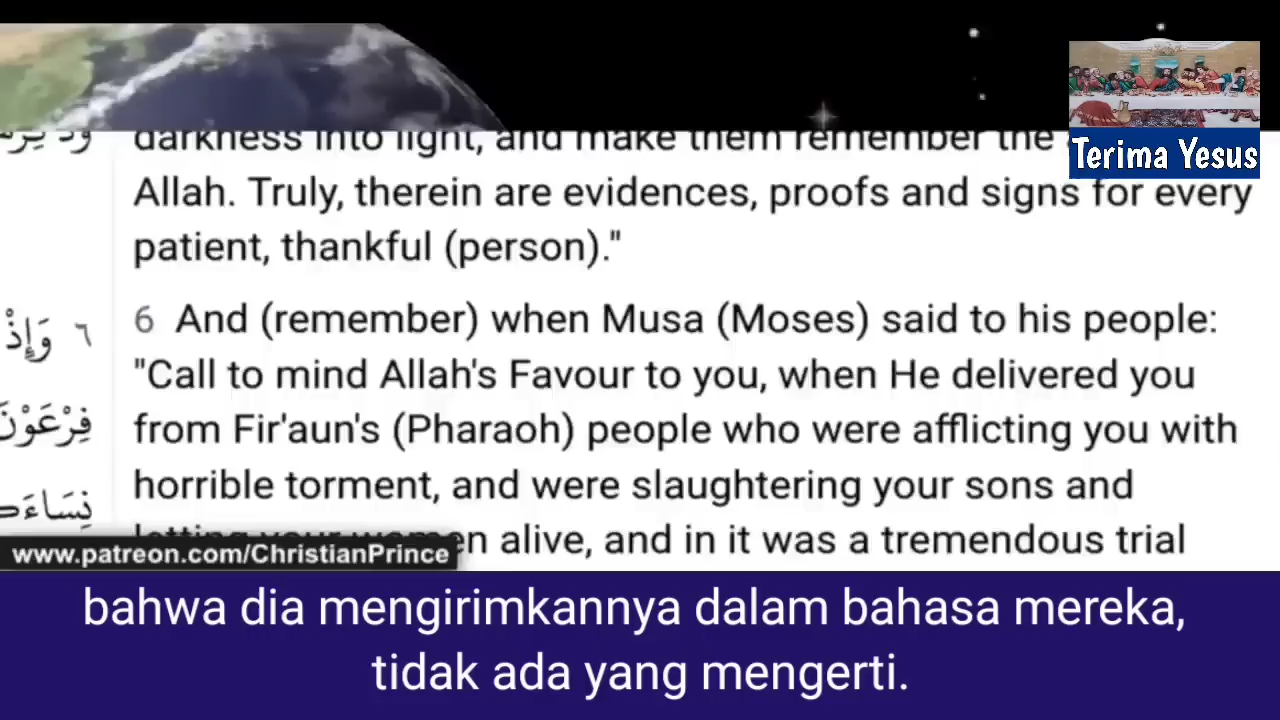 darkness into light, and make them remember the
Terima Yesus
Allah. Truly, therein are evidences, proofs and signs for every
patient, thankful (person)."
٦ وَإِذْ
6 And (remember) when Musa (Moses) said to his people:
"Call to mind Allah's Favour to you, when He delivered you
فِرْعَوْنَ
from Fir'aun's (Pharaoh) people who were afflicting you with
horrible torment, and were slaughtering your sons and
letting your women alive, and in it was a tremendous trial
www.patreon.com/ChristianPrince
bahwa dia mengirimkannya dalam bahasa mereka,
tidak ada yang mengerti.